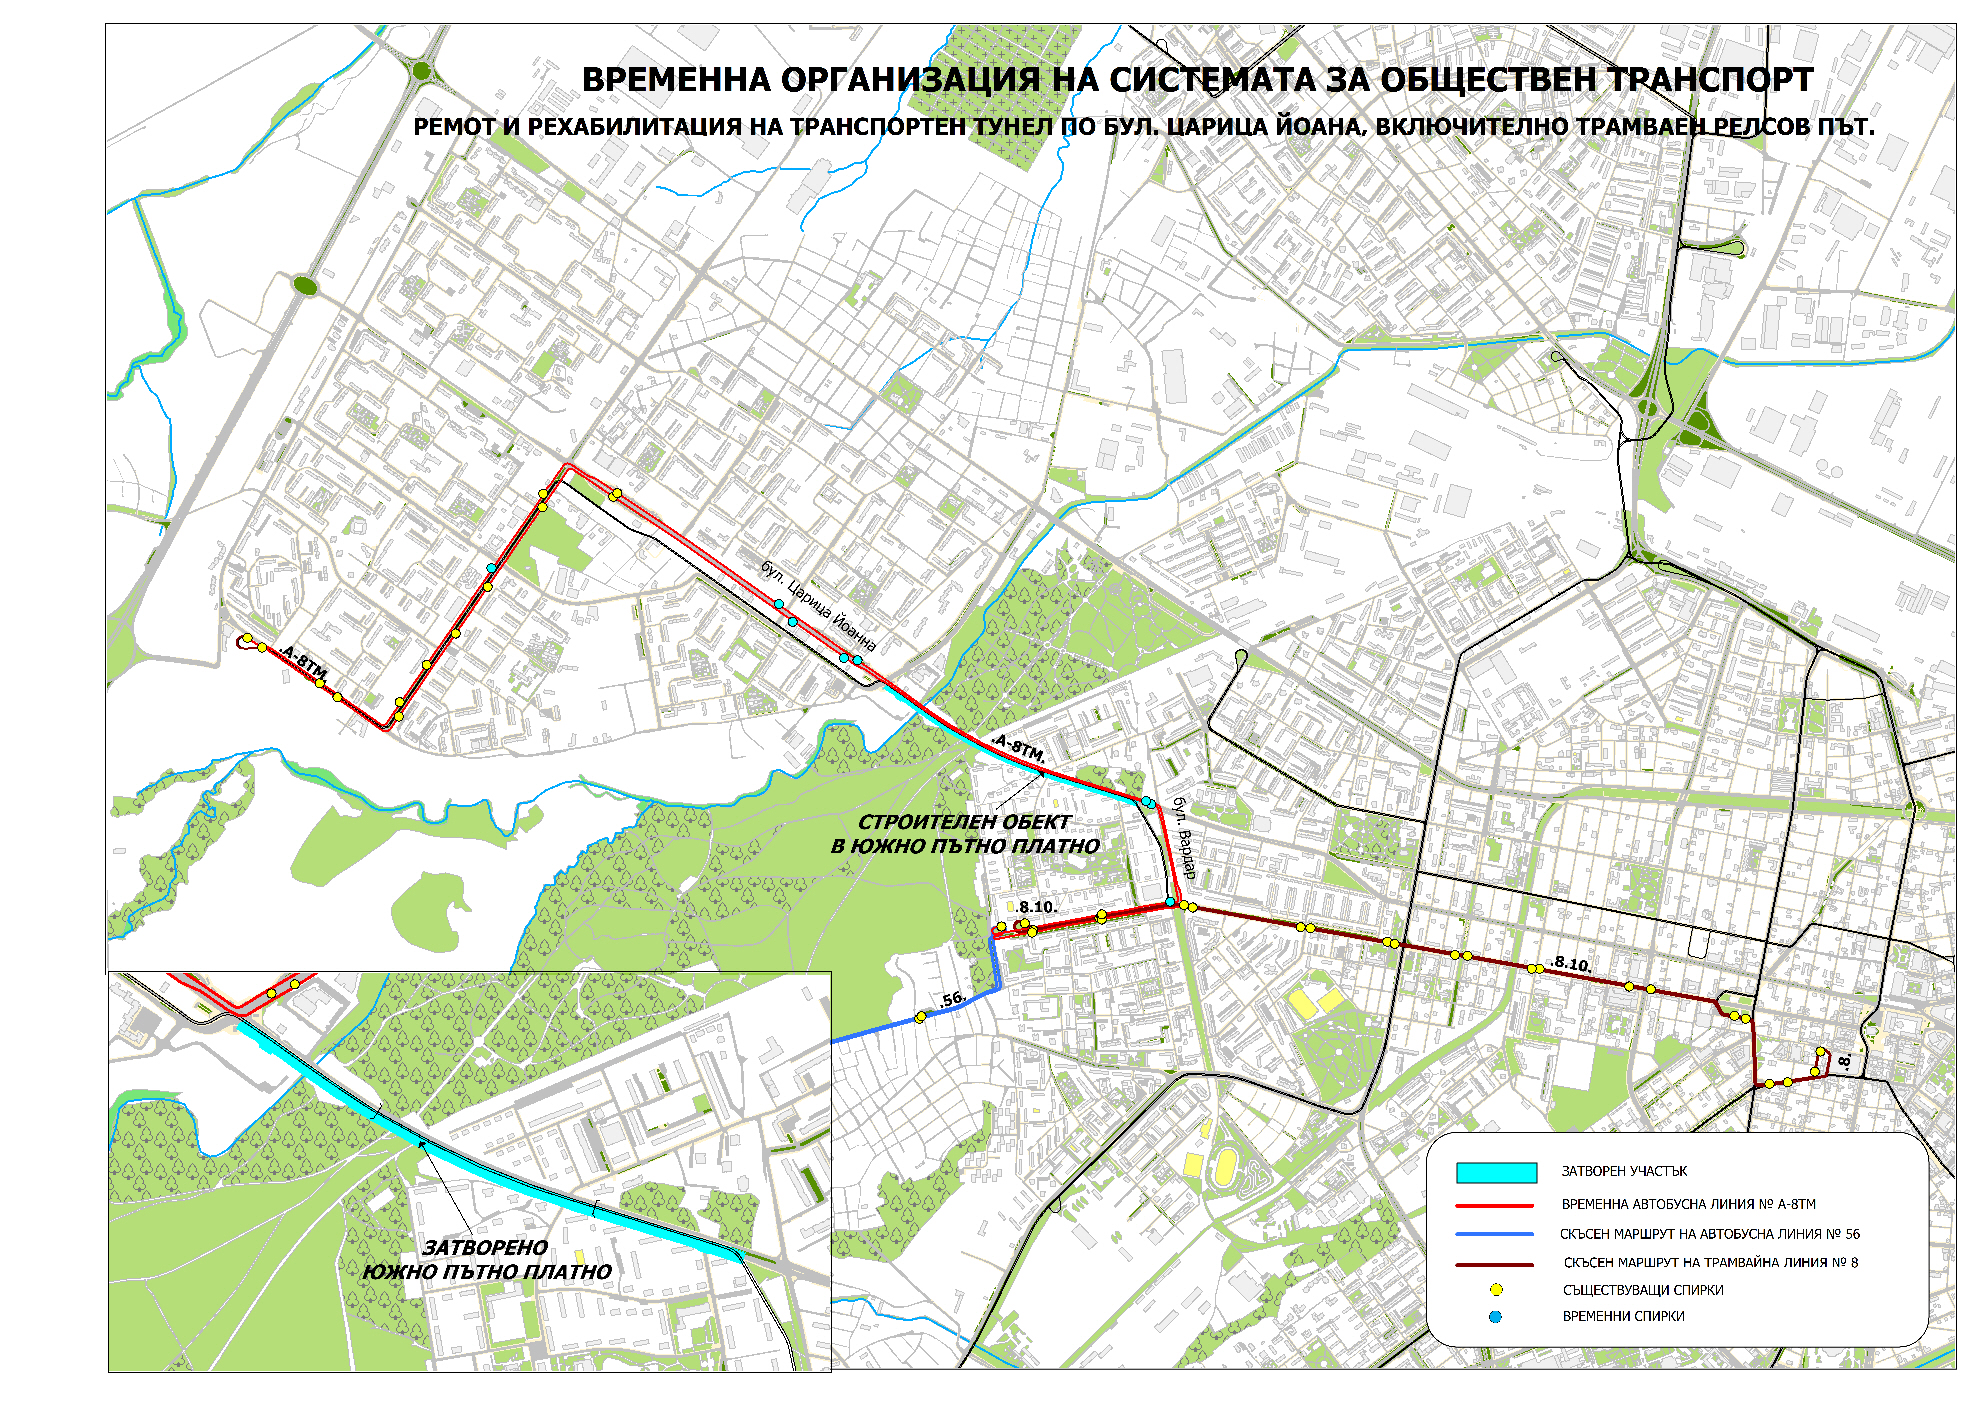 ВРЕМЕННА ОРГАНИЗАЦИЯ НА СИСТЕМАТА ЗА ОБЩЕСТВЕН ТРАНСПОРТ
РЕМОТ И РЕХАБИЛИТАЦИЯ НА ТРАНСПОРТЕН ТУНЕЛ ПО БУЛ. ЦАРИЦА ЙОАНА, ВКЛЮЧИТЕЛНО ТРАМВАЕН РЕЛСОВ ПЪТ.
бул. Царица Йоанна
.А-8ТМ.
.А-8ТМ.
СТРОИТЕЛЕН ОБЕКТ
В ЮЖНО ПЪТНО ПЛАТНО
бул. Вардар
.8.10.
.8.10.
.56.
.8.
ЗАТВОРЕНО
ЮЖНО ПЪТНО ПЛАТНО
ЗАТВОРЕН УЧАСТЪК
ВРЕМЕННА АВТОБУСНА ЛИНИЯ № А-8ТМ
СКЪСЕН МАРШРУТ НА АВТОБУСНА ЛИНИЯ № 56
СКЪСЕН МАРШРУТ НА ТРАМВАЙНА ЛИНИЯ № 8
СЪЩЕСТВУВАЩИ СПИРКИ
ВРЕМЕННИ СПИРКИ